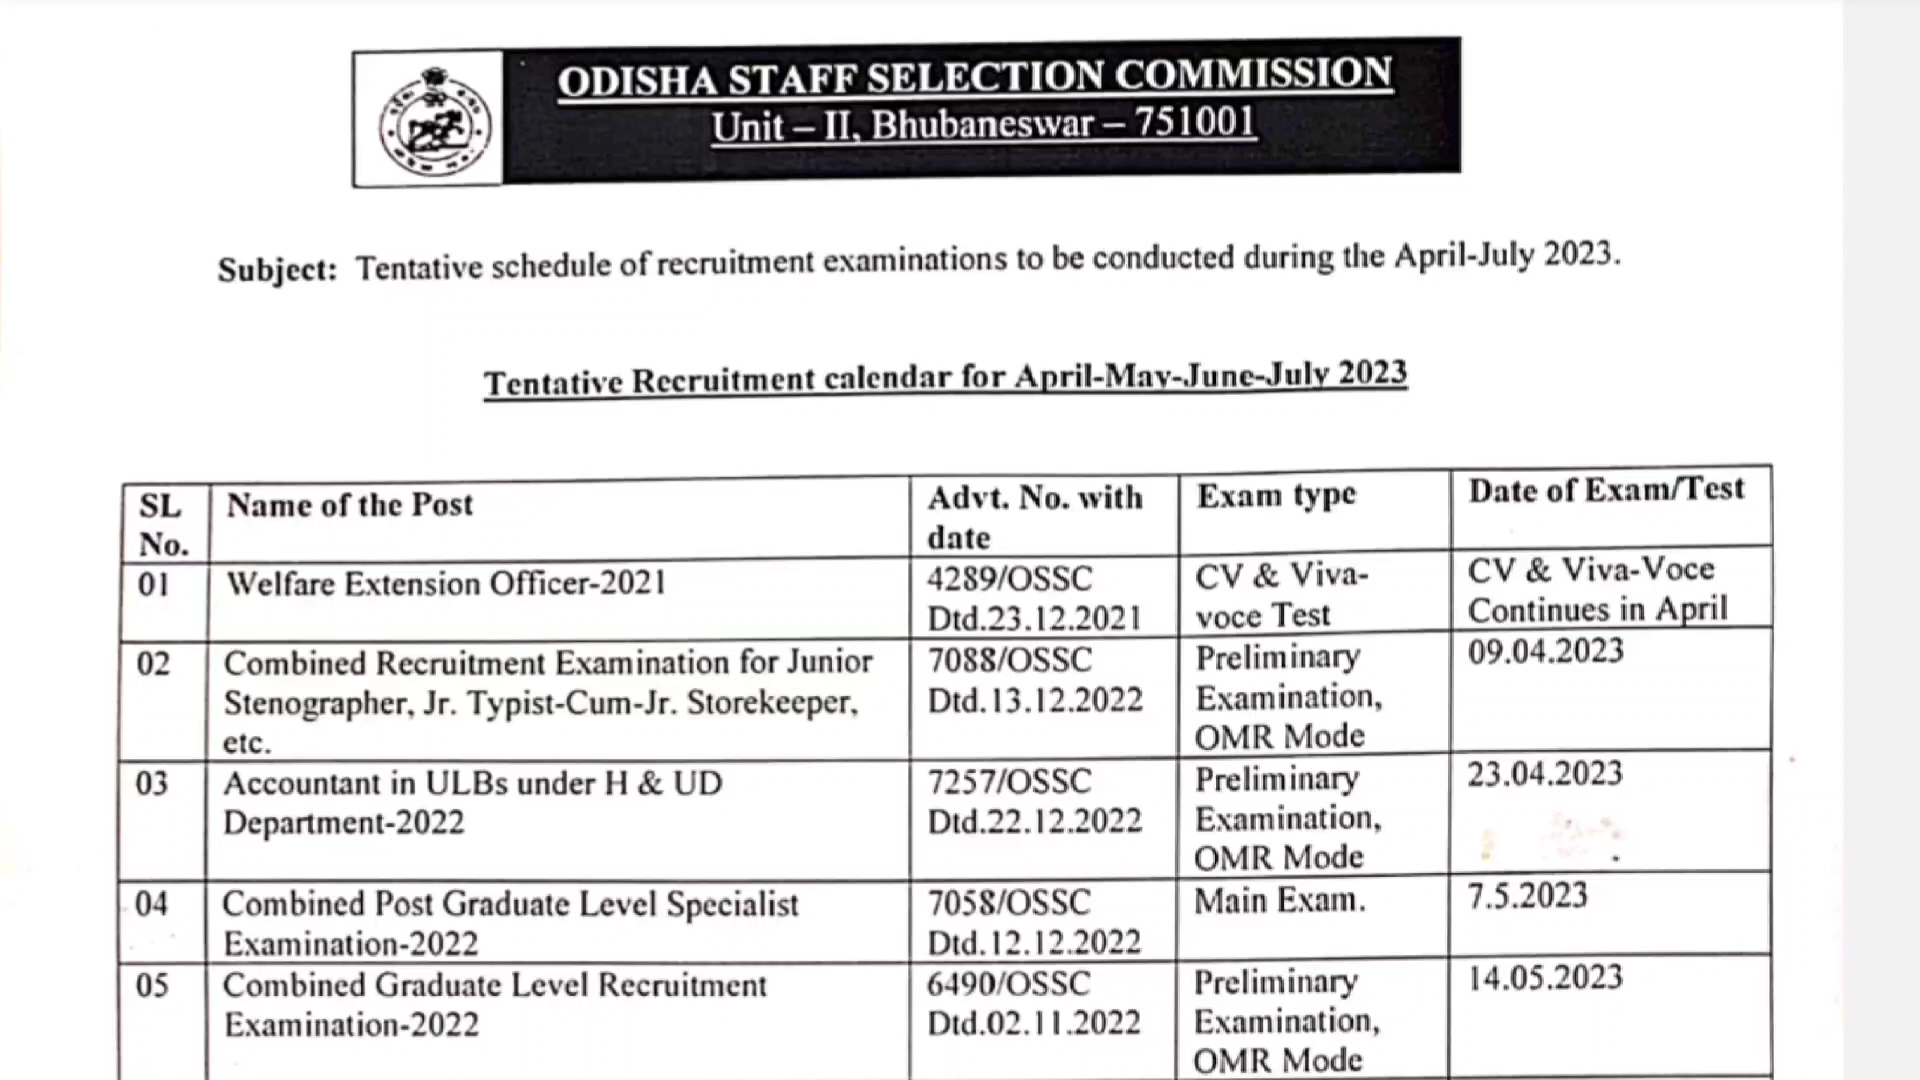 ODISHA STAFF SELECTION COMMISSION
Unit – II, Bhubaneswar – 751001
Subject: Tentative schedule of recruitment examinations to be conducted during the April-July 2023.
Tentative Recruitment calendar for April-May-June-July 2023
SL No. Name of the Post Advt. No. with date Exam type Date of Exam/Test
01 Welfare Extension Officer-2021 4289/OSSC CV & Viva- CV & Viva-Voce
Dtd.23.12.2021 voce Test Continues in April
02 Combined Recruitment Examination for Junior 7088/OSSC Preliminary 09.04.2023
Stenographer, Jr. Typist-Cum-Jr. Storekeeper, Dtd.13.12.2022 Examination,
etc. OMR Mode
03 Accountant in ULBs under H & UD 7257/OSSC Preliminary 23.04.2023
Department-2022 Dtd.22.12.2022 Examination,
OMR Mode
04 Combined Post Graduate Level Specialist 7058/OSSC Main Exam. 7.5.2023
Examination-2022 Dtd.12.12.2022
05 Combined Graduate Level Recruitment 6490/OSSC Preliminary 14.05.2023
Examination-2022 Dtd.02.11.2022 Examination,
OMR Mode